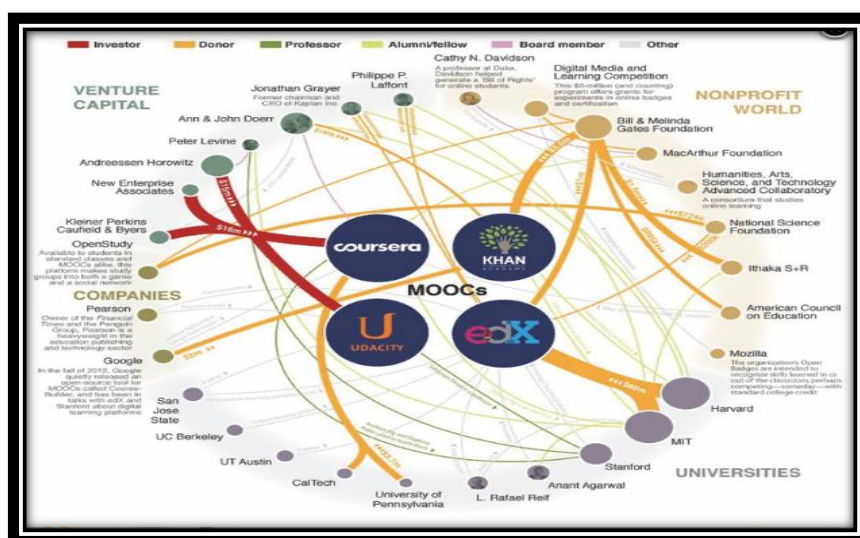 Investor Donor Professor Alumni/fellow Board member Other
VENTURE
CAPITAL
Jonathan Grayer
Former chairman and
CEO of Kaplan Inc.
Philippe P.
Laffont
Cathy N. Davidson
A professor at Duke,
Davidson helped
generate a "Bill of Rights"
for online students
Digital Media and
Learning Competition
This $8-million (and counting)
program offers grants for
experiments in online badges
and certification
NONPROFIT
WORLD
Ann & John Doerr
Peter Levine
Andreessen Horowitz
New Enterprise
Associates
Kleiner Perkins
Caufield & Byers
Bill & Melinda
Gates Foundation
MacArthur Foundation
Humanities, Arts,
Science, and Technology
Advanced Collaboratory
A consortium that studies
online learning
National Science
Foundation
Ithaka S+R
American Council
on Education
Mozilla
The organization's Open
Badges are intended to
recognize skills learned in or
out of the classroom, perhaps
competing—someday—with
standard college credit
OpenStudy
Available to students in
standard classes and
MOOCs alike, this
platform makes study
groups into both a game
and a social network
COMPANIES
Pearson
Owner of the Financial
Times and the Penguin
Group, Pearson is a
heavyweight in the
education publishing
and technology sector
Google
In the fall of 2012, Google
quietly released an
open-source tool for
MOOCs called Course-
Builder, and has been in
talks with edX and
Stanford about digital
learning platforms
$15m
$16m
$2m
$60m
$3.7m
coursera
KHAN
ACADEMY
MOOCs
UDACITY
edX
San
Jose
State
UC Berkeley
UT Austin
CalTech
University of
Pennsylvania
L. Rafael Reif
Anant Agarwal
Stanford
MIT
Harvard
UNIVERSITIES